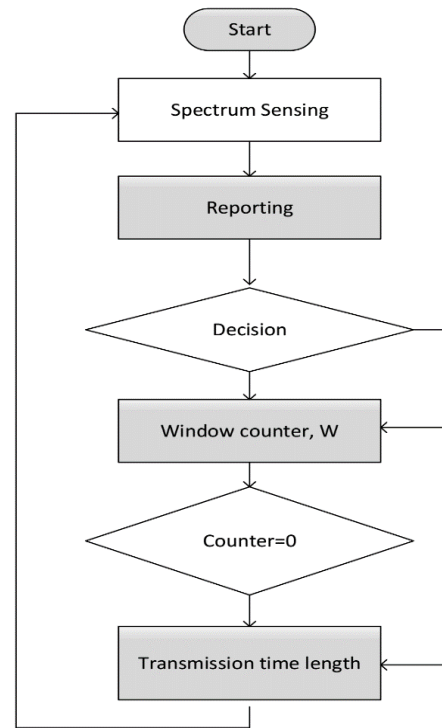 Start
Spectrum Sensing
Reporting
Decision
Window counter, W
Counter=0
Transmission time length